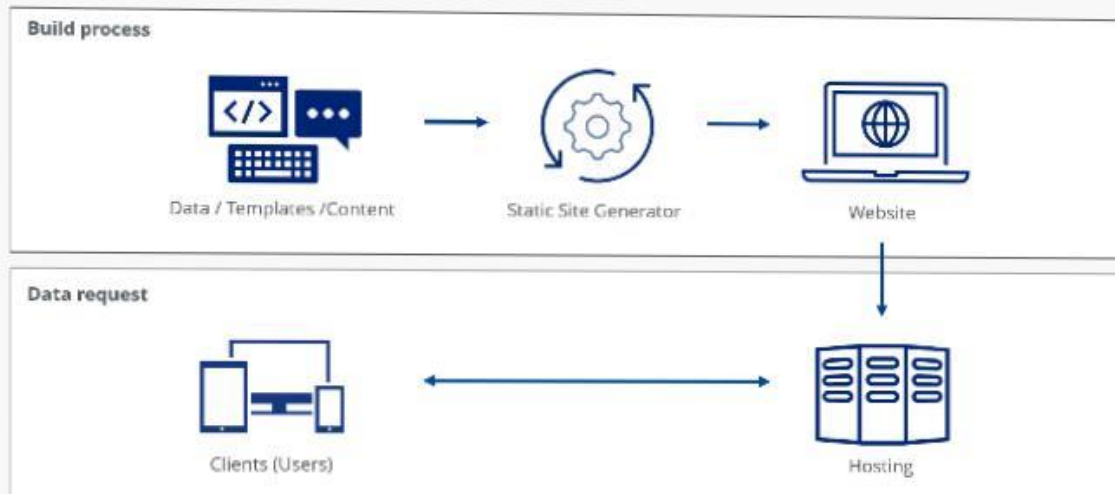 Build process
</>
Data / Templates /Content
Static Site Generator
Website
Data request
Clients (Users)
Hosting